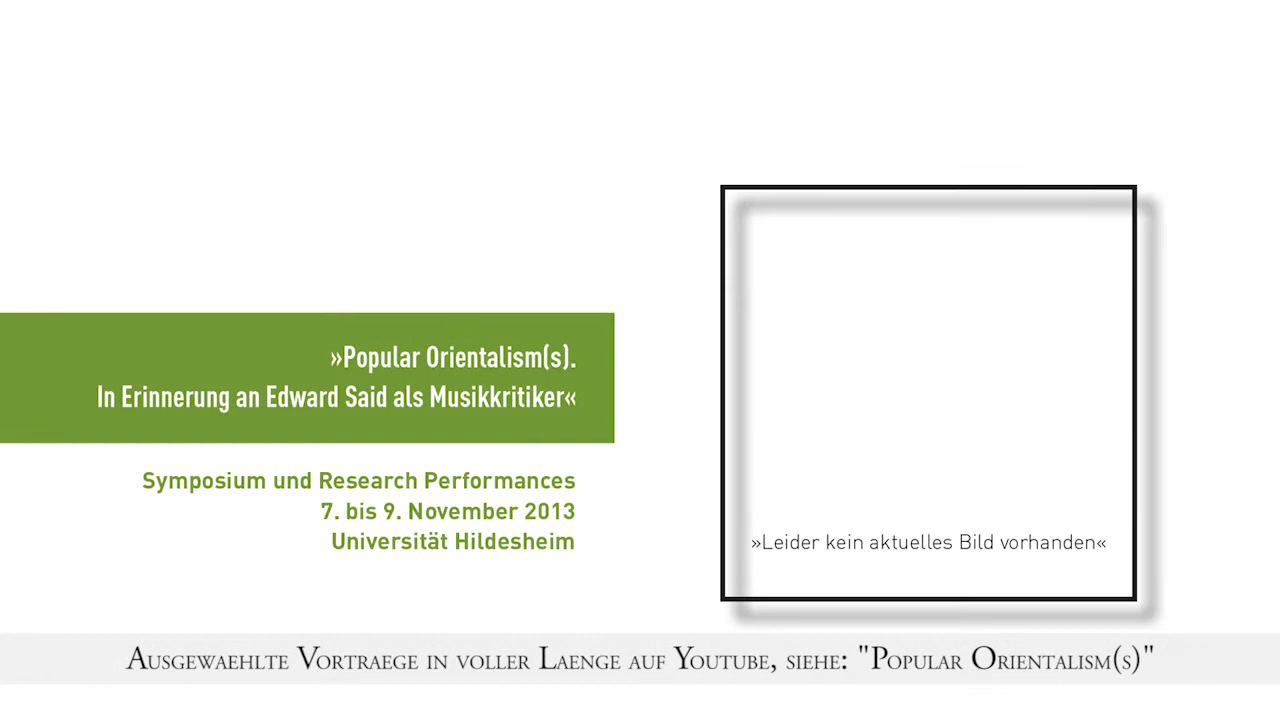 »Popular Orientalism(s).
In Erinnerung an Edward Said als Musikkritiker«
Symposium und Research Performances
7. bis 9. November 2013
Universität Hildesheim
»Leider kein aktuelles Bild vorhanden«
Ausgewaehlte Vortraege in voller Laenge auf Youtube, siehe: "Popular Orientalism(s)"